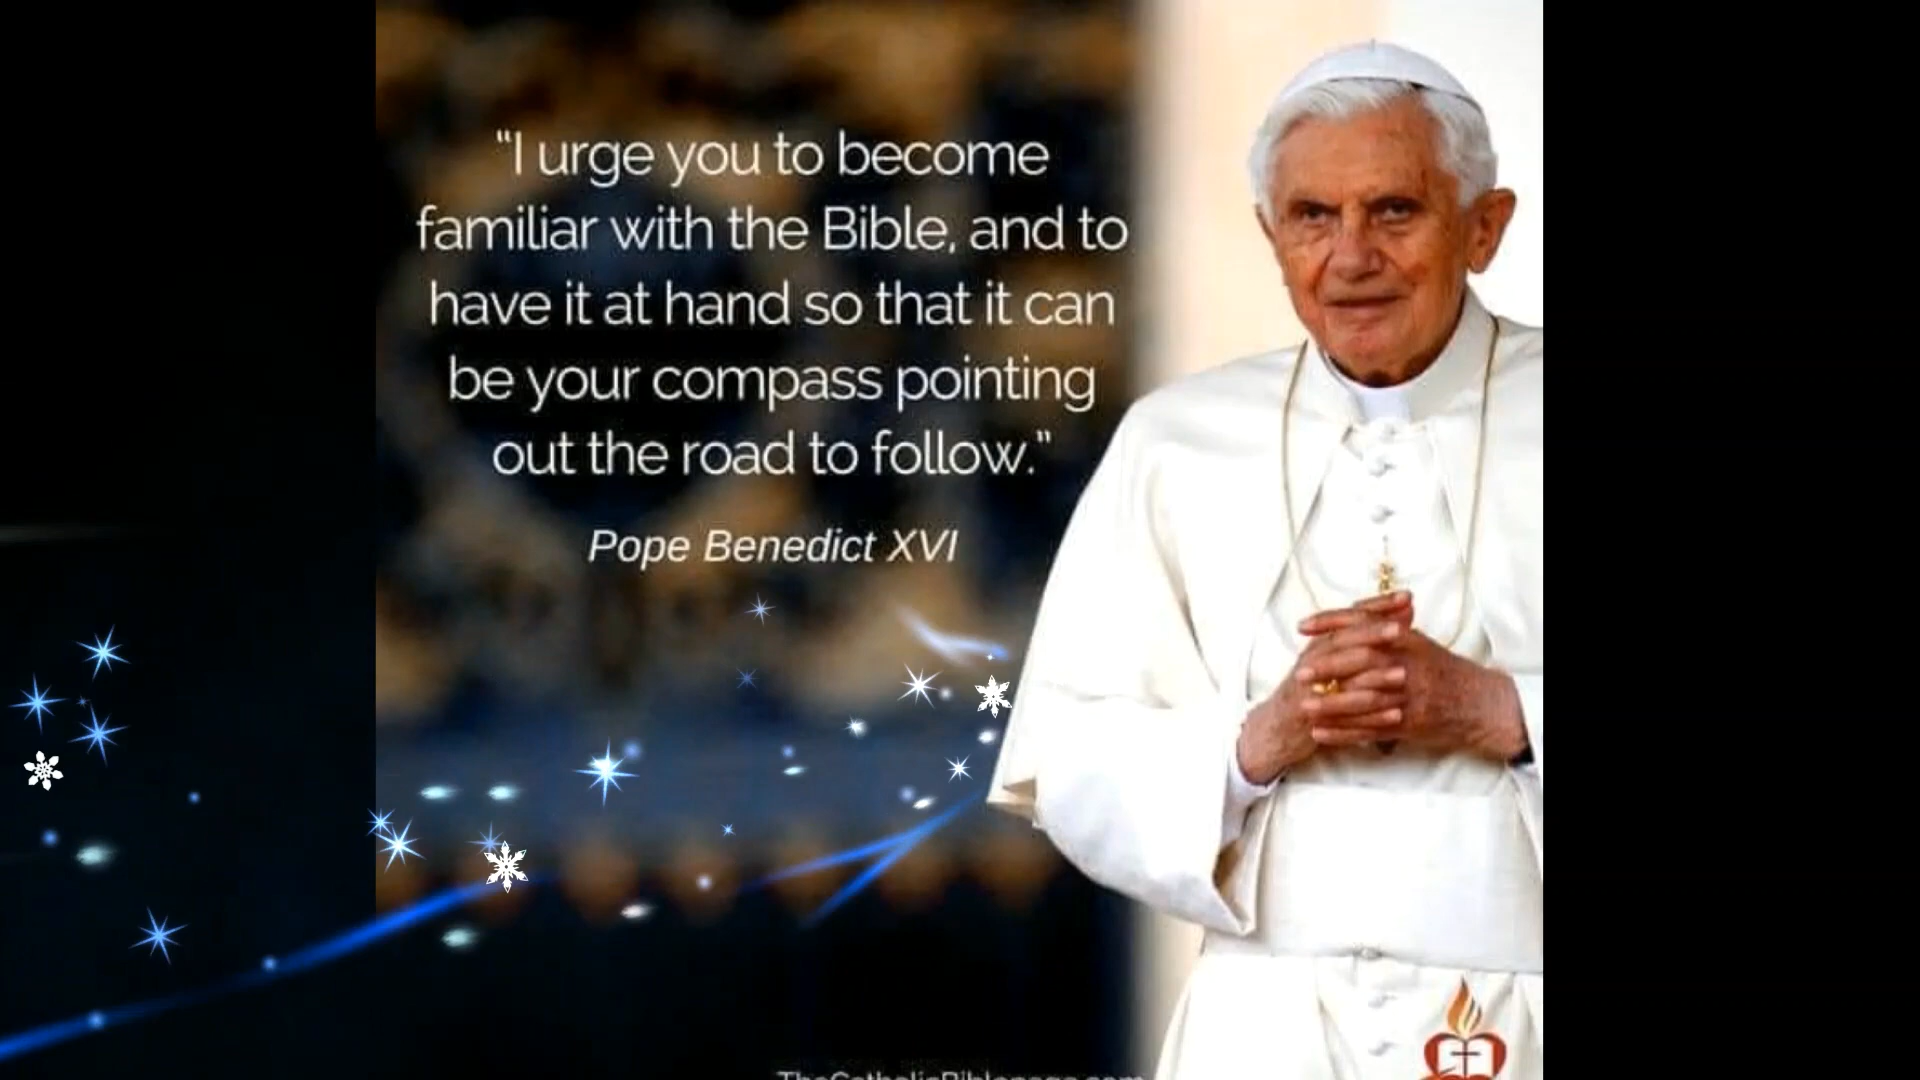 “I urge you to become
familiar with the Bible, and to
have it at hand so that it can
be your compass pointing
out the road to follow.”
Pope Benedict XVI